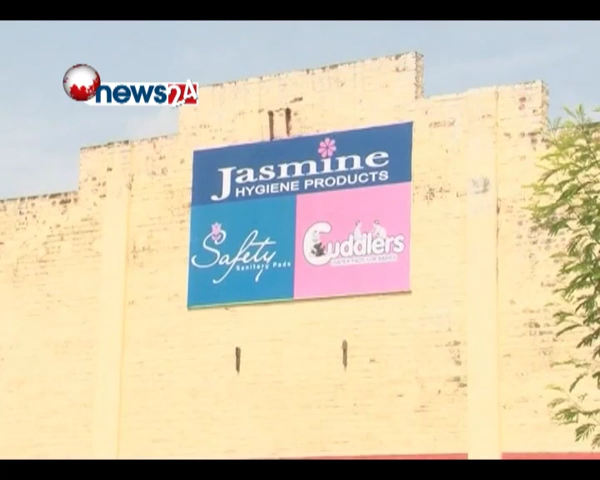 news24
Jasmine
HYGIENE PRODUCTS
Safety
Sanitary Pads
Cuddlers